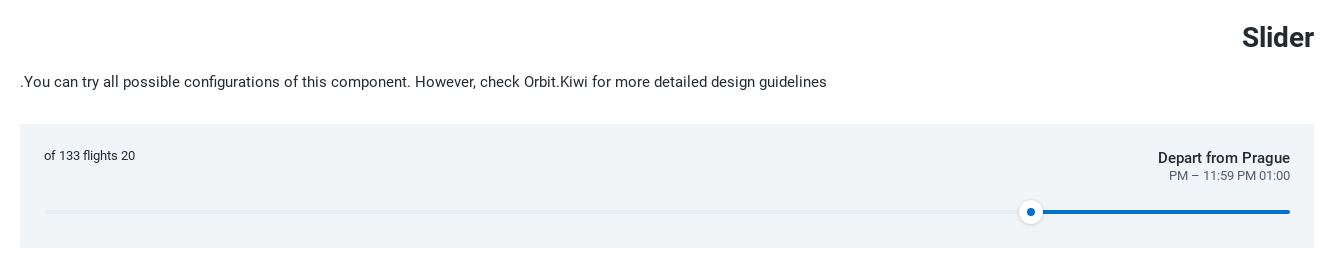 Slider
.You can try all possible configurations of this component. However, check Orbit.Kiwi for more detailed design guidelines
Depart from Prague
of 133 flights 20
PM – 11:59 PM 01:00